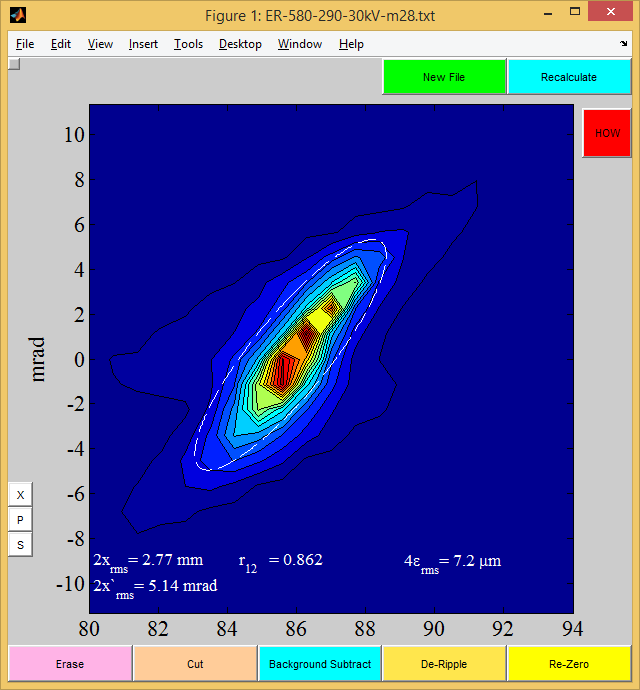 Figure 1: ER-580-290-30kV-m28.txt
File Edit View Insert Tools Desktop Window Help
New File Recalculate
HOW
10
8
6
4
2
0
-2
-4
-6
-8
-10
mrad
X
P
S
2x_rms= 2.77 mm r_12 = 0.862 4ε_rms= 7.2 µm
2x`_rms= 5.14 mrad
80 82 84 86 88 90 92 94
Erase Cut Background Subtract De-Ripple Re-Zero